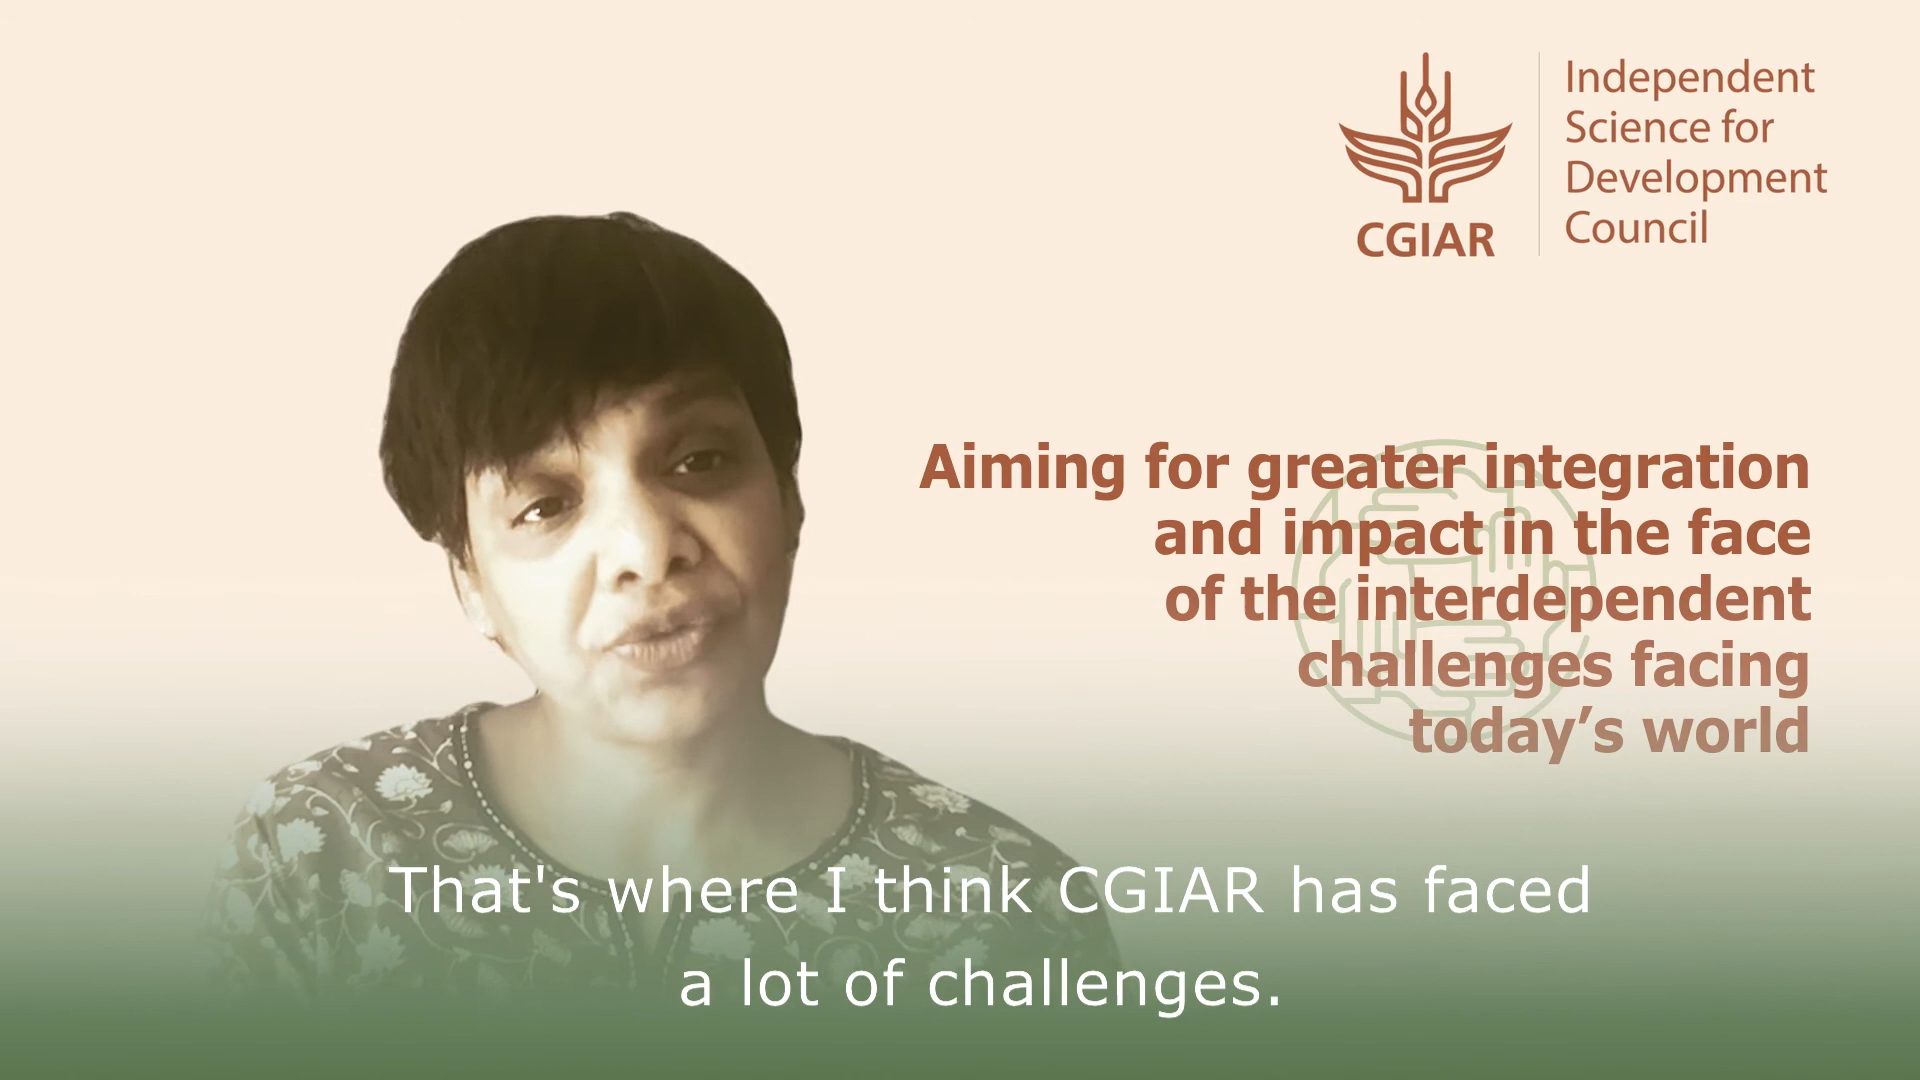 CGIAR
Independent
Science for
Development
Council
Aiming for greater integration
and impact in the face
of the interdependent
challenges facing
today’s world
That's where I think CGIAR has faced
a lot of challenges.